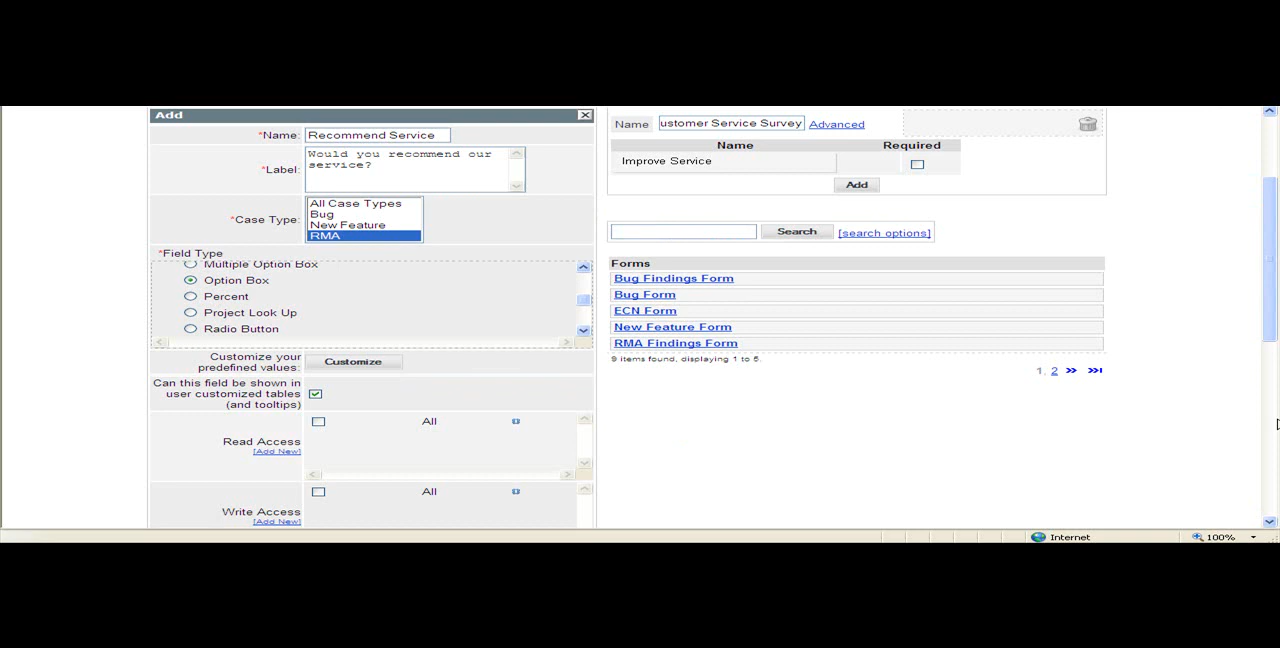 Add
*Name: Recommend Service
*Label: Would you recommend our
service?
*Case Type: All Case Types
Bug
New Feature
RMA
*Field Type
Multiple Option Box
Option Box
Percent
Project Look Up
Radio Button
Customize your
predefined values: Customize
Can this field be shown in
user customized tables
(and tooltips)
All
Read Access
[Add New]
All
Write Access
[Add New]
Name ustomer Service Survey Advanced
Name Required
Improve Service
Add
Search [search options]
Forms
Bug Findings Form
Bug Form
ECN Form
New Feature Form
RMA Findings Form
9 items found, displaying 1 to 5.
1, 2
Internet 100%